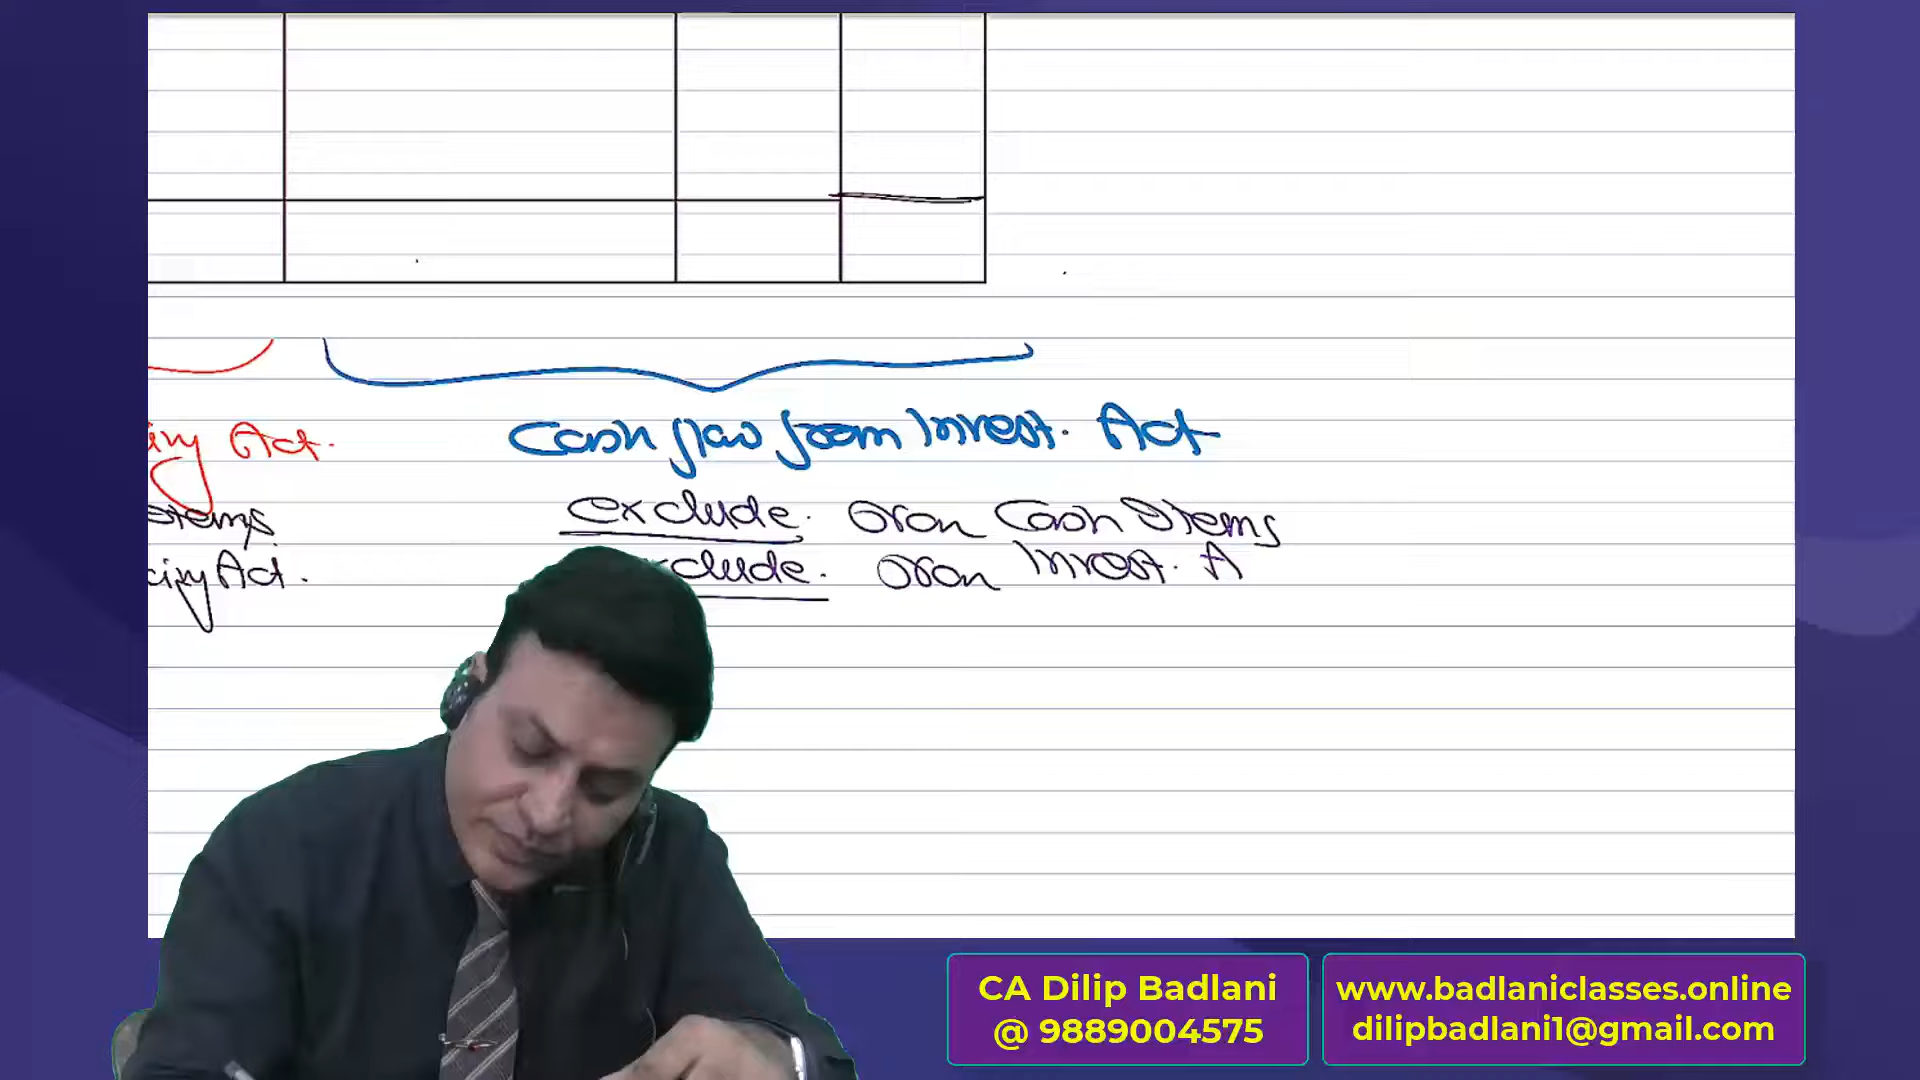 Act. Cash flow from Invest. Act
stems exclude. Non Cash Items
Act. clude. Non Invest. A
CA Dilip Badlani
@ 9889004575
www.badlaniclasses.online
dilipbadlani1@gmail.com